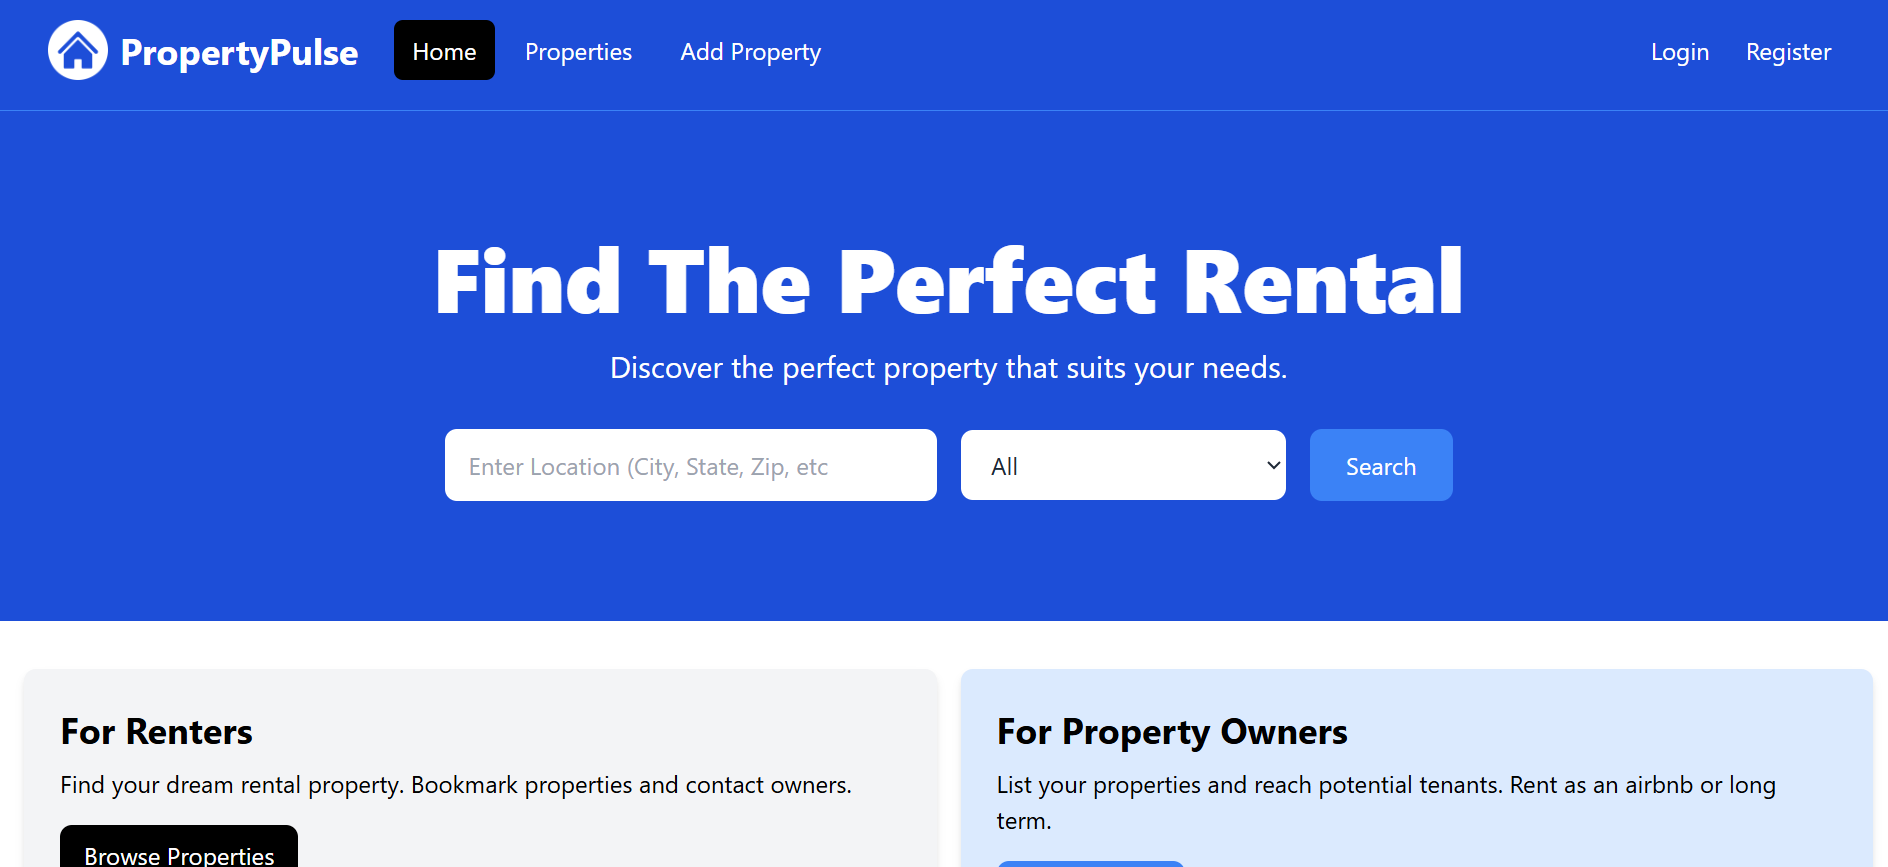 PropertyPulse
Home
Properties
Add Property
Login
Register
Find The Perfect Rental
Discover the perfect property that suits your needs.
Enter Location (City, State, Zip, etc
All
Search
For Renters
Find your dream rental property. Bookmark properties and contact owners.
Browse Properties
For Property Owners
List your properties and reach potential tenants. Rent as an airbnb or long
term.